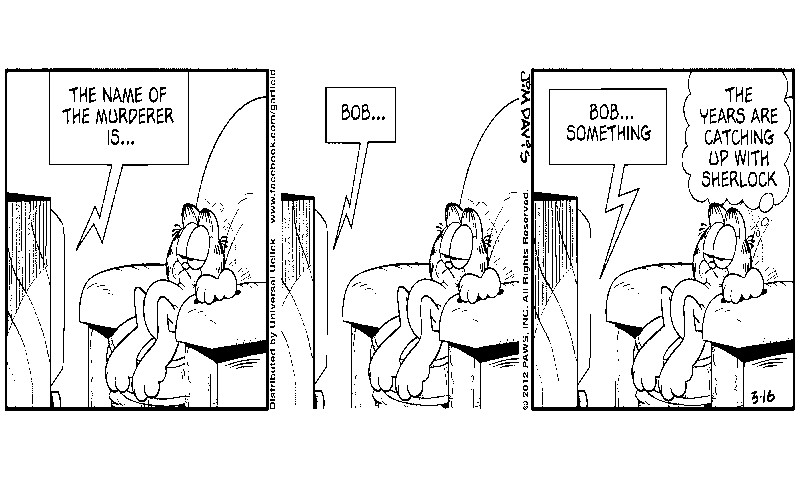 THE NAME OF
THE MURDERER
IS...
Distributed by Universal Uclick www.facebook.com/garfield
BOB...
JIM DAVIS
© 2012 PAWS, INC. All Rights Reserved.
BOB...
SOMETHING
THE
YEARS ARE
CATCHING
UP WITH
SHERLOCK
3-16